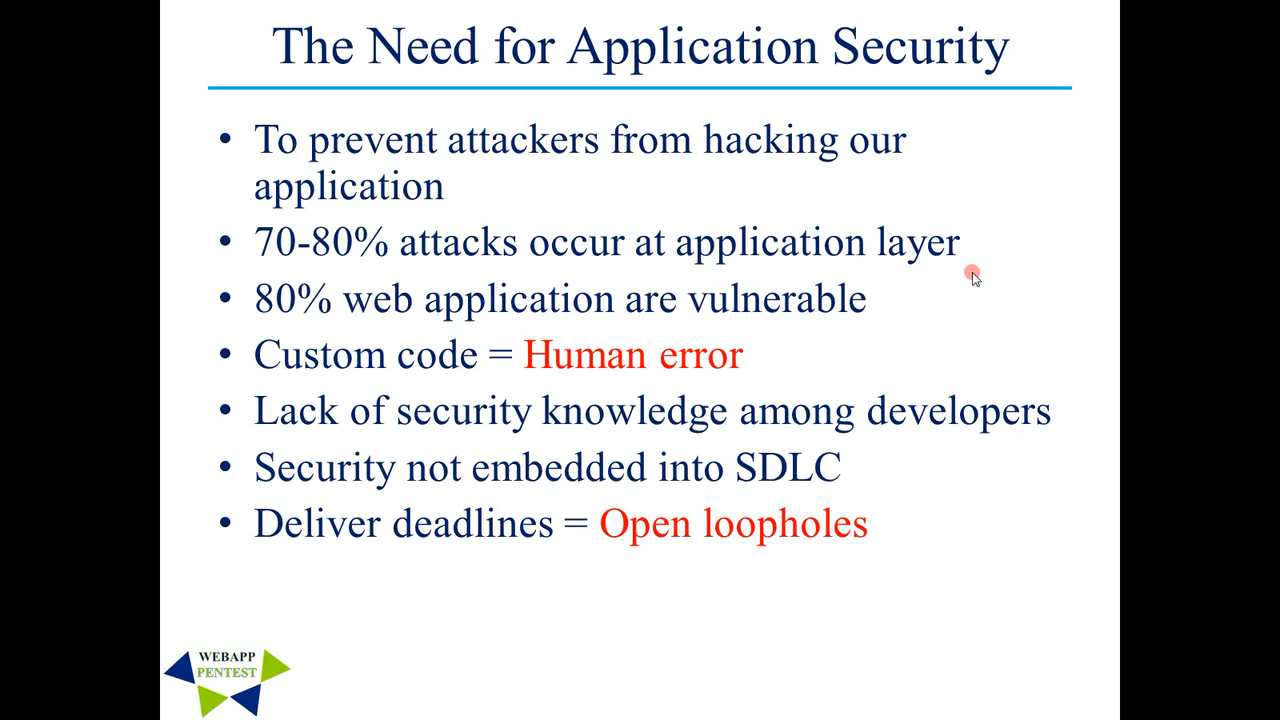 The Need for Application Security
• To prevent attackers from hacking our
application
• 70-80% attacks occur at application layer
• 80% web application are vulnerable
• Custom code = Human error
• Lack of security knowledge among developers
• Security not embedded into SDLC
• Deliver deadlines = Open loopholes
WEBAPP
PENTEST